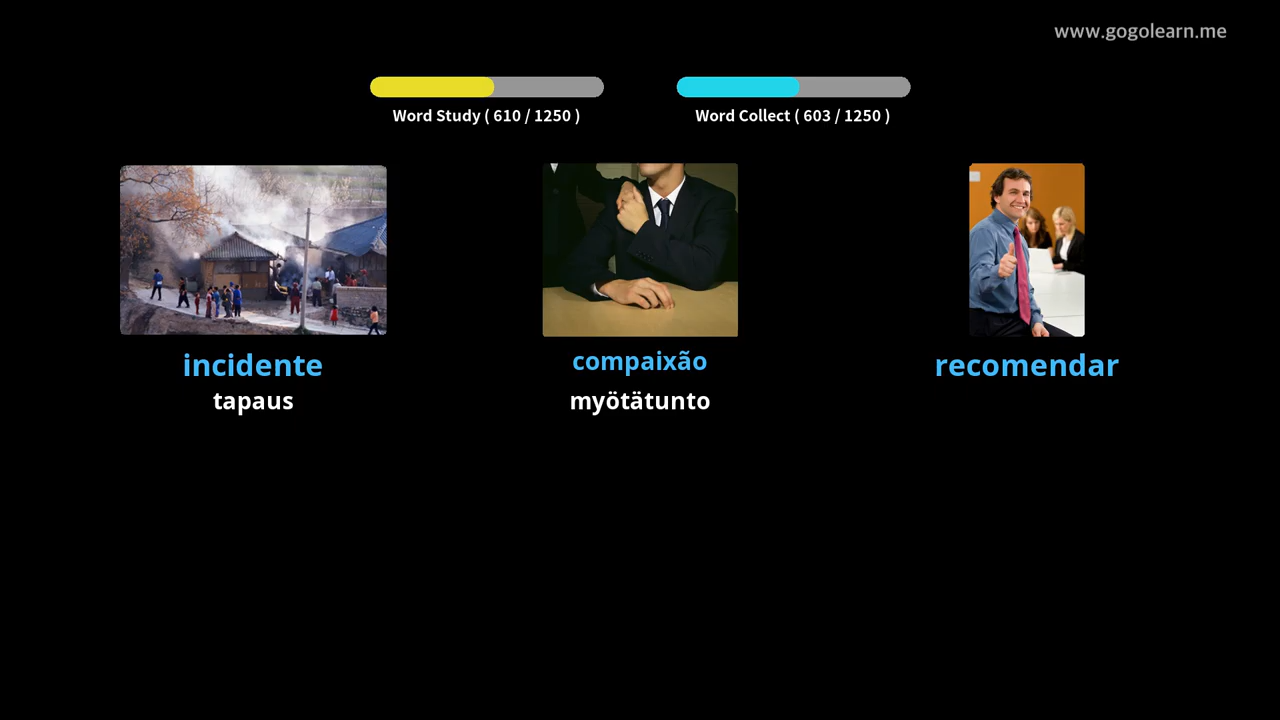 www.gogolearn.me
Word Study ( 610 / 1250 )
Word Collect ( 603 / 1250 )
incidente
tapaus
compaixão
myötätunto
recomendar